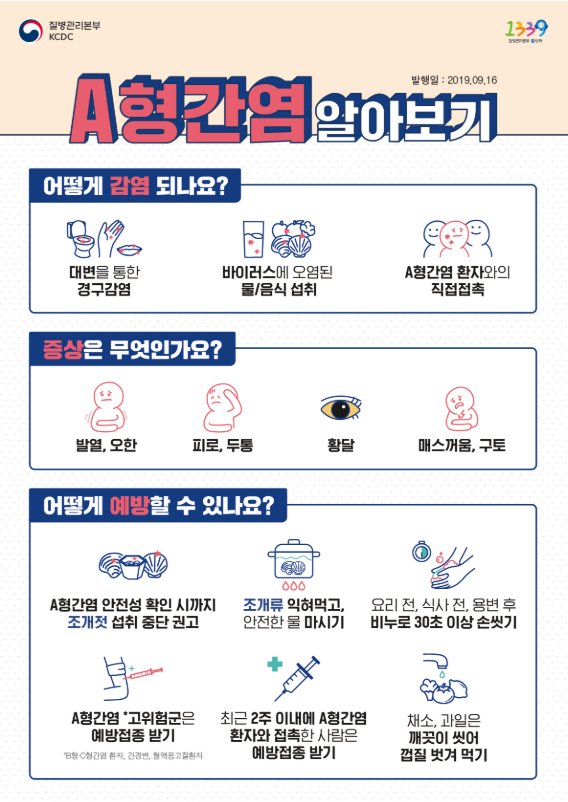 질병관리본부
KCDC
1339
질병관리본부 콜센터
발행일 : 2019.09.16
A형간염 알아보기
어떻게 감염 되나요?
대변을 통한
경구감염
바이러스에 오염된
물/음식 섭취
A형간염 환자와의
직접접촉
증상은 무엇인가요?
발열, 오한
피로, 두통
황달
매스꺼움, 구토
어떻게 예방할 수 있나요?
A형간염 안전성 확인 시까지
조개젓 섭취 중단 권고
조개류 익혀먹고,
안전한 물 마시기
요리 전, 식사 전, 용변 후
비누로 30초 이상 손씻기
A형간염 *고위험군은
예방접종 받기
*B형·C형간염 환자, 간경변, 혈액응고질환자
최근 2주 이내에 A형간염
환자와 접촉한 사람은
예방접종 받기
채소, 과일은
깨끗이 씻어
껍질 벗겨 먹기